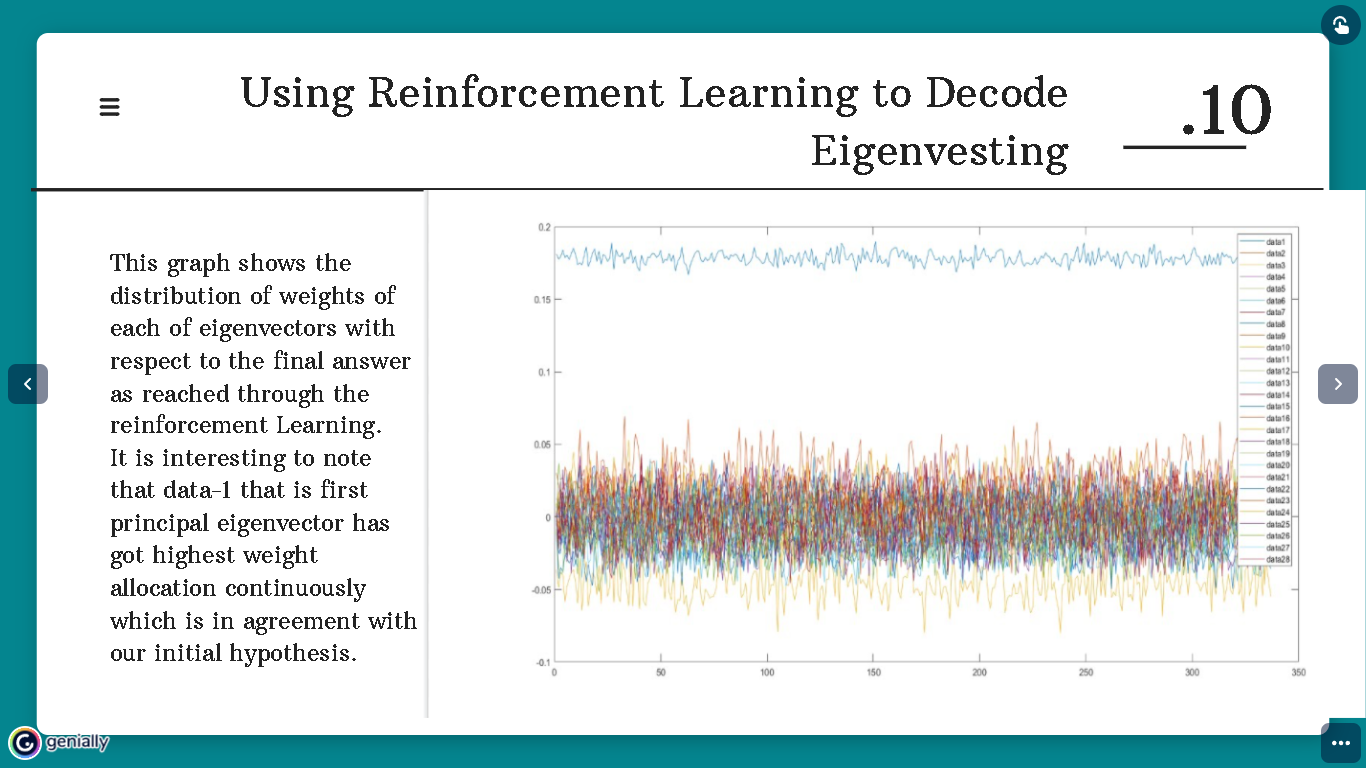 Using Reinforcement Learning to Decode
Eigenvesting
.10
This graph shows the
distribution of weights of
each of eigenvectors with
respect to the final answer
as reached through the
reinforcement Learning.
It is interesting to note
that data-1 that is first
principal eigenvector has
got highest weight
allocation continuously
which is in agreement with
our initial hypothesis.
0.2
0.15
0.1
0.05
0
-0.05
-0.1
0
50
100
150
200
250
300
350
data1
data2
data3
data4
data5
data6
data7
data8
data9
data10
data11
data12
data13
data14
data15
data16
data17
data18
data19
data20
data21
data22
data23
data24
data25
data26
data27
data28
genially